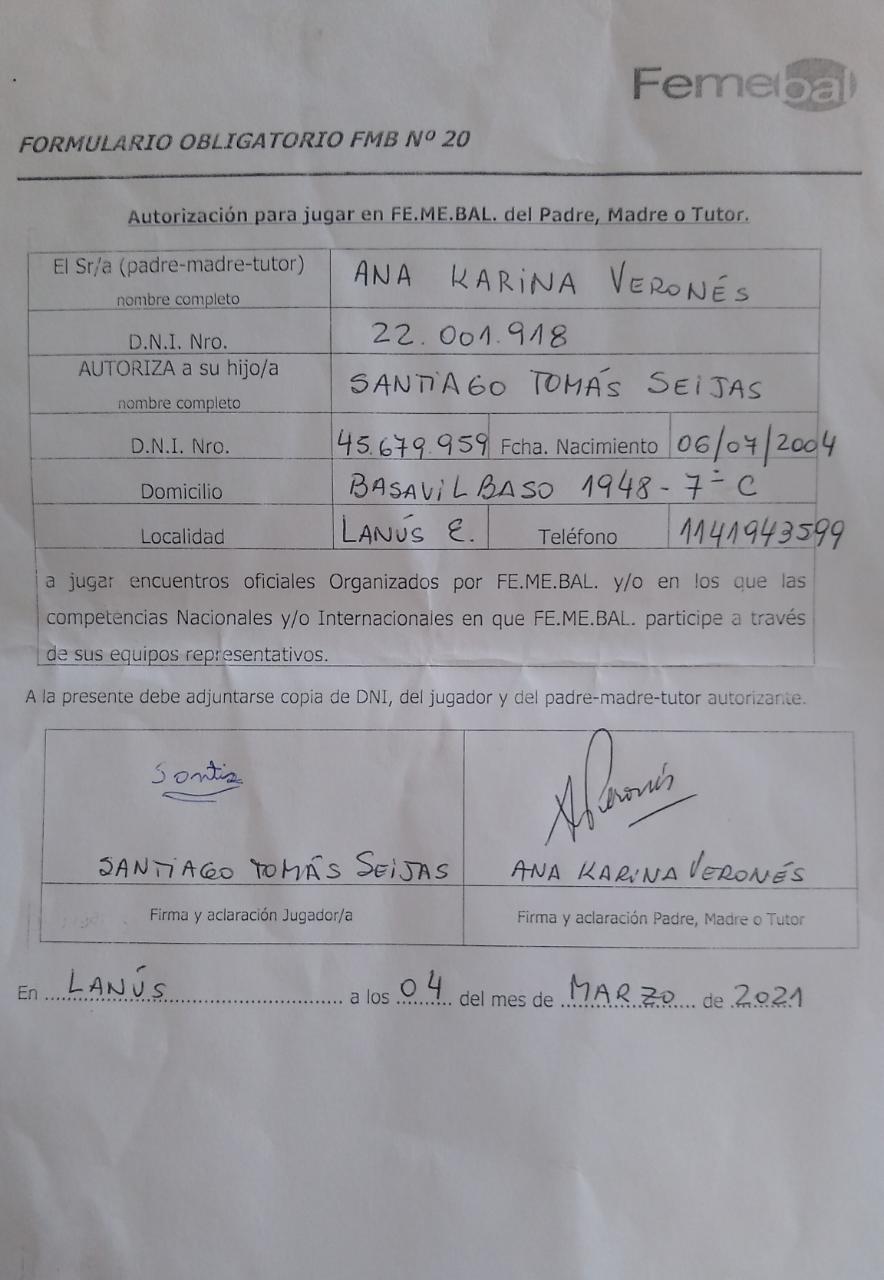 Femebal
FORMULARIO OBLIGATORIO FMB Nº 20
Autorización para jugar en FE.ME.BAL. del Padre, Madre o Tutor.
El Sr/a (padre-madre-tutor) ANA KARINA VERONÉS
nombre completo
D.N.I. Nro. 22.001.918
AUTORIZA a su hijo/a SANTIAGO TOMÁS SEIJAS
nombre completo
D.N.I. Nro. 45.679.959 Fcha. Nacimiento 06/07/2004
Domicilio BASAVILBASO 1948 - 7º C
Localidad LANÚS E. Teléfono 1141943599
a jugar encuentros oficiales Organizados por FE.ME.BAL. y/o en los que las
competencias Nacionales y/o Internacionales en que FE.ME.BAL. participe a través
de sus equipos representativos.
A la presente debe adjuntarse copia de DNI, del jugador y del padre-madre-tutor autorizante.
Santi AVeronés
SANTIAGO TOMÁS SEIJAS ANA KARINA VERONÉS
Firma y aclaración Jugador/a Firma y aclaración Padre, Madre o Tutor
En LANÚS a los 04 del mes de MARZO de 2021